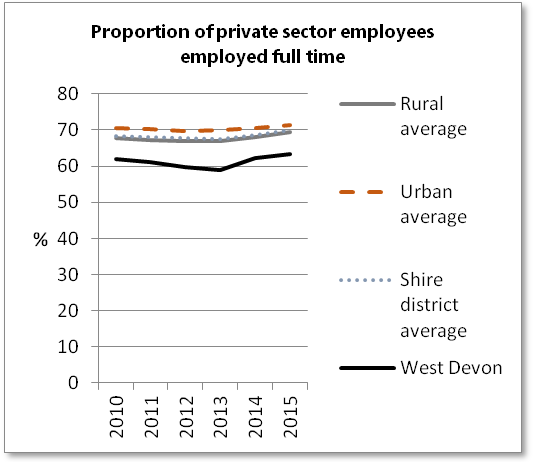 Proportion of private sector employees
employed full time
80
70
60
50
40
30
20
10
0
%
2010
2011
2012
2013
2014
2015
Rural
average
Urban
average
Shire
district
average
West Devon